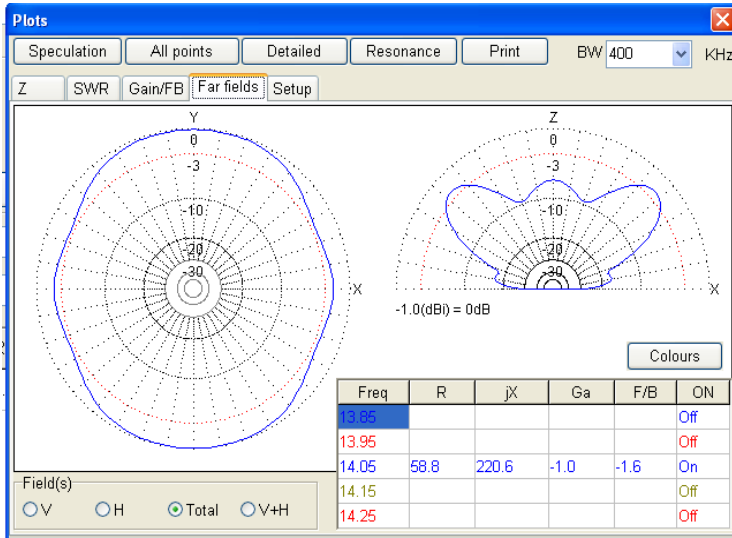 Plots
Speculation All points Detailed Resonance Print BW 400 KHz
Z SWR Gain/FB Far fields Setup
Y Z
0 0
-3 -3
-10 -10
-20 -20
-30 -30
X X
-1.0(dBi) = 0dB
Colours
Freq R jX Ga F/B ON
13.85 Off
13.95 Off
14.05 58.8 220.6 -1.0 -1.6 On
14.15 Off
14.25 Off
Field(s)
V H Total V+H